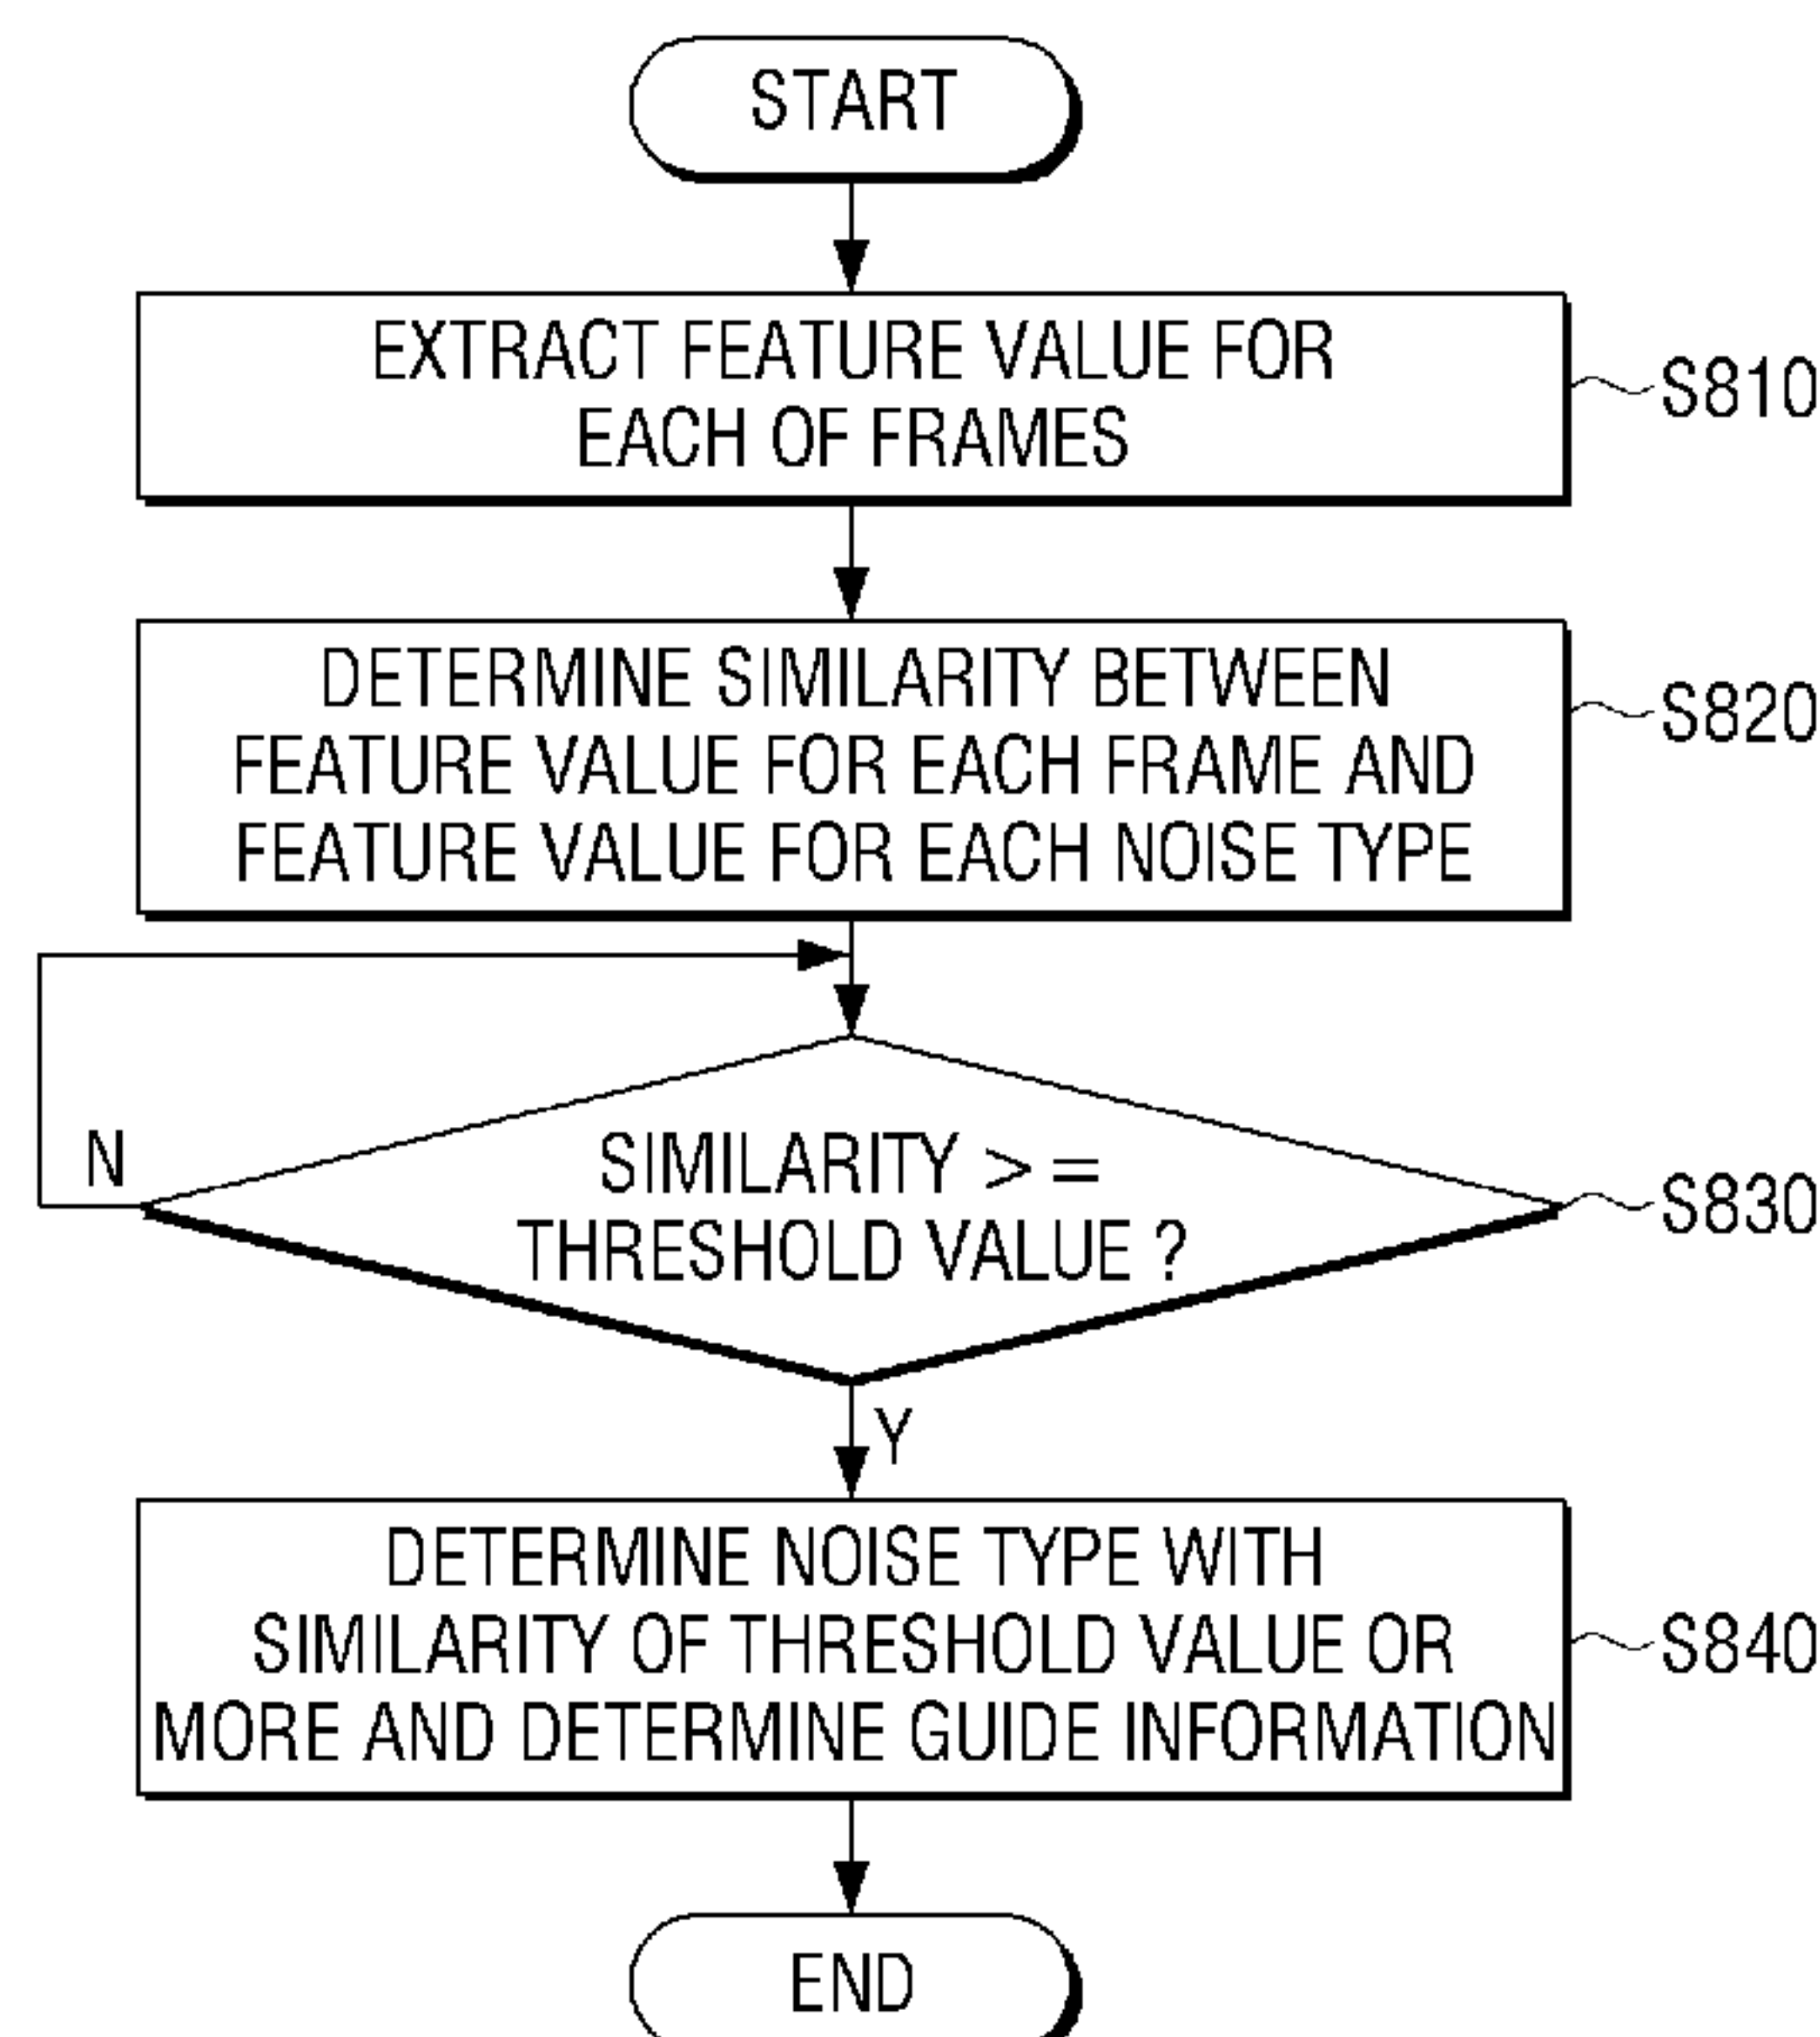 START
EXTRACT FEATURE VALUE FOR
EACH OF FRAMES
S810
DETERMINE SIMILARITY BETWEEN
FEATURE VALUE FOR EACH FRAME AND
FEATURE VALUE FOR EACH NOISE TYPE
S820
N
SIMILARITY >=
THRESHOLD VALUE ?
S830
Y
DETERMINE NOISE TYPE WITH
SIMILARITY OF THRESHOLD VALUE OR
MORE AND DETERMINE GUIDE INFORMATION
S840
END